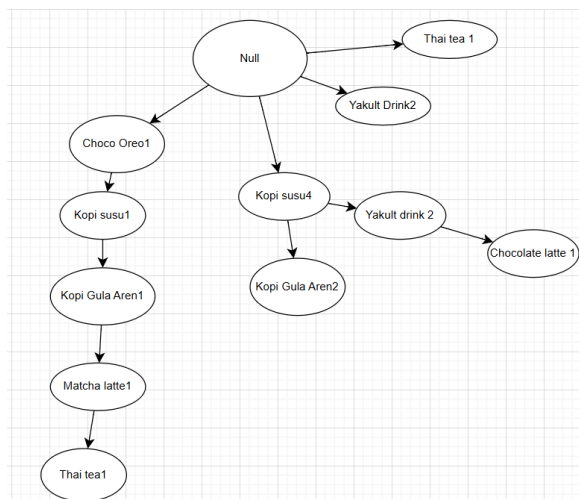 Thai tea 1
Null
Yakult Drink2
Choco Oreo1
Kopi susu4
Kopi susu1
Yakult drink 2
Chocolate latte 1
Kopi Gula Aren2
Kopi Gula Aren1
Matcha latte1
Thai tea1